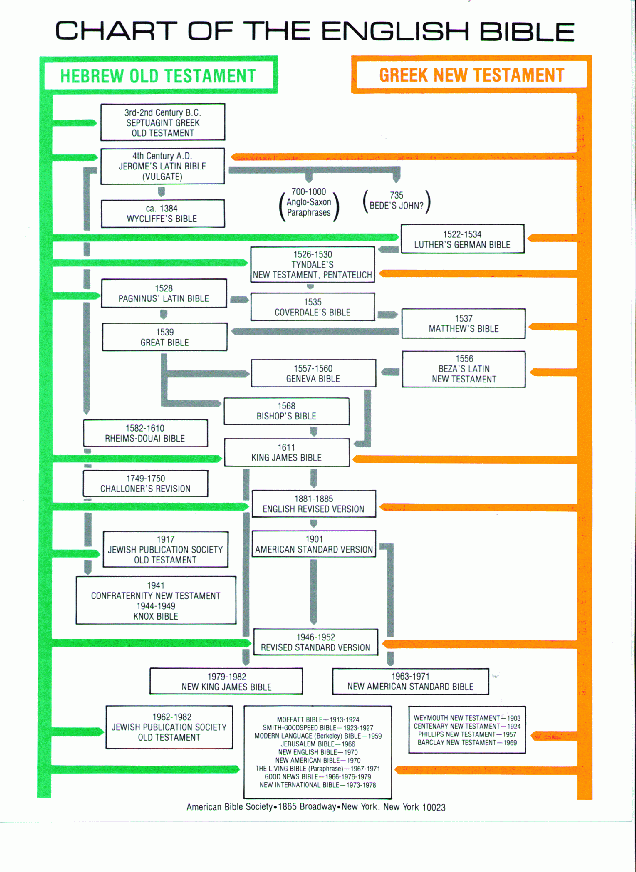 CHART OF THE ENGLISH BIBLE
HEBREW OLD TESTAMENT
GREEK NEW TESTAMENT
3rd-2nd Century B.C.
SEPTUAGINT GREEK
OLD TESTAMENT
4th Century A.D.
JEROME'S LATIN BIBLE
(VULGATE)
700-1000
Anglo-Saxon
Paraphrases
735
BEDE'S JOHN?
ca. 1384
WYCLIFFE'S BIBLE
1522-1534
LUTHER'S GERMAN BIBLE
1526-1530
TYNDALE'S
NEW TESTAMENT, PENTATEUCH
1528
PAGNINUS' LATIN BIBLE
1535
COVERDALE'S BIBLE
1537
MATTHEW'S BIBLE
1539
GREAT BIBLE
1557-1560
GENEVA BIBLE
1556
BEZA'S LATIN
NEW TESTAMENT
1568
BISHOP'S BIBLE
1582-1610
RHEIMS-DOUAI BIBLE
1611
KING JAMES BIBLE
1749-1750
CHALLONER'S REVISION
1881-1885
ENGLISH REVISED VERSION
1917
JEWISH PUBLICATION SOCIETY
OLD TESTAMENT
1901
AMERICAN STANDARD VERSION
1941
CONFRATERNITY NEW TESTAMENT
1944-1949
KNOX BIBLE
1946-1952
REVISED STANDARD VERSION
1979-1982
NEW KING JAMES BIBLE
1963-1971
NEW AMERICAN STANDARD BIBLE
1962-1982
JEWISH PUBLICATION SOCIETY
OLD TESTAMENT
MOFFATT BIBLE—1913-1924
SMITH-GOODSPEED BIBLE—1923-1927
MODERN LANGUAGE (Berkeley) BIBLE—1959
JERUSALEM BIBLE—1966
NEW ENGLISH BIBLE—1970
NEW AMERICAN BIBLE—1970
THE LIVING BIBLE (Paraphrase)—1967-1971
GOOD NEWS BIBLE—1966-1976-1979
NEW INTERNATIONAL BIBLE—1973-1978
WEYMOUTH NEW TESTAMENT—1903
CENTENARY NEW TESTAMENT—1924
PHILLIPS NEW TESTAMENT—1957
BARCLAY NEW TESTAMENT—1969
American Bible Society•1865 Broadway•New York, New York 10023